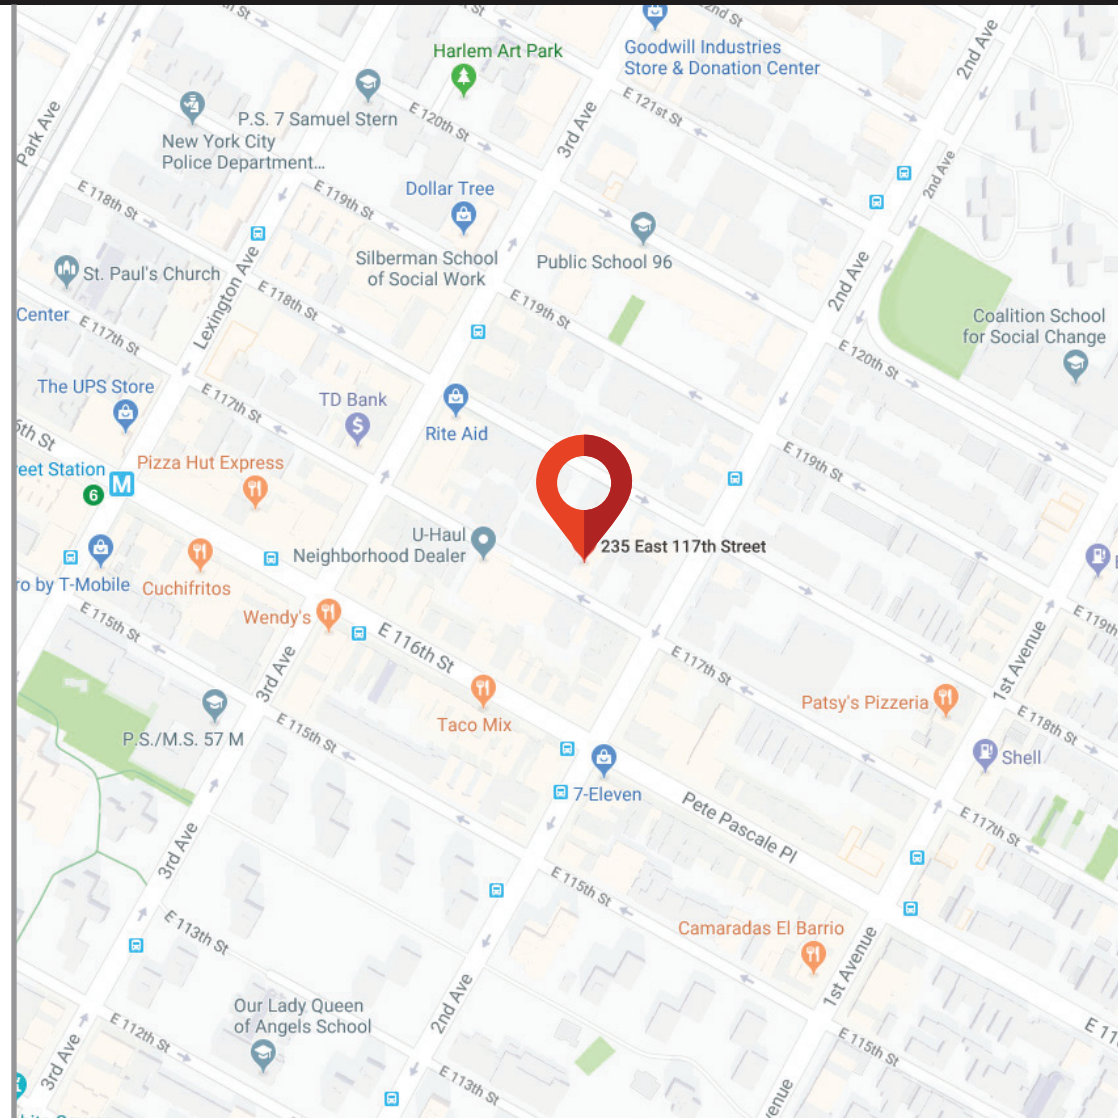 2nd St
Goodwill Industries
Store & Donation Center
2nd Ave
Harlem Art Park
E 121st St
E 120th St
3rd Ave
Park Ave
P.S. 7 Samuel Stern
New York City
Police Department...
2nd Ave
E 118th St
E 119th St
Dollar Tree
Silberman School
of Social Work
Public School 96
St. Paul's Church
Lexington Ave
2nd Ave
E 118th St
E 119th St
Center
E 117th St
Coalition School
for Social Change
E 120th St
The UPS Store
E 117th St
TD Bank
$
Rite Aid
5th St
E 119th St
Pizza Hut Express
reet Station
M
6
U-Haul
Neighborhood Dealer
235 East 117th Street
ro by T-Mobile
Cuchifritos
Wendy's
E 115th St
E 116th St
3rd Ave
E 117th St
E 119th
1st Avenue
Patsy's Pizzeria
Taco Mix
E 118th St
P.S./M.S. 57 M
E 115th St
Shell
7-Eleven
Pete Pascale Pl
E 117th St
3rd Ave
E 115th St
E 113th St
Camaradas El Barrio
1st Avenue
2nd Ave
Our Lady Queen
of Angels School
E 112th St
3rd Ave
E 115th St
E 11
E 113th St
venue